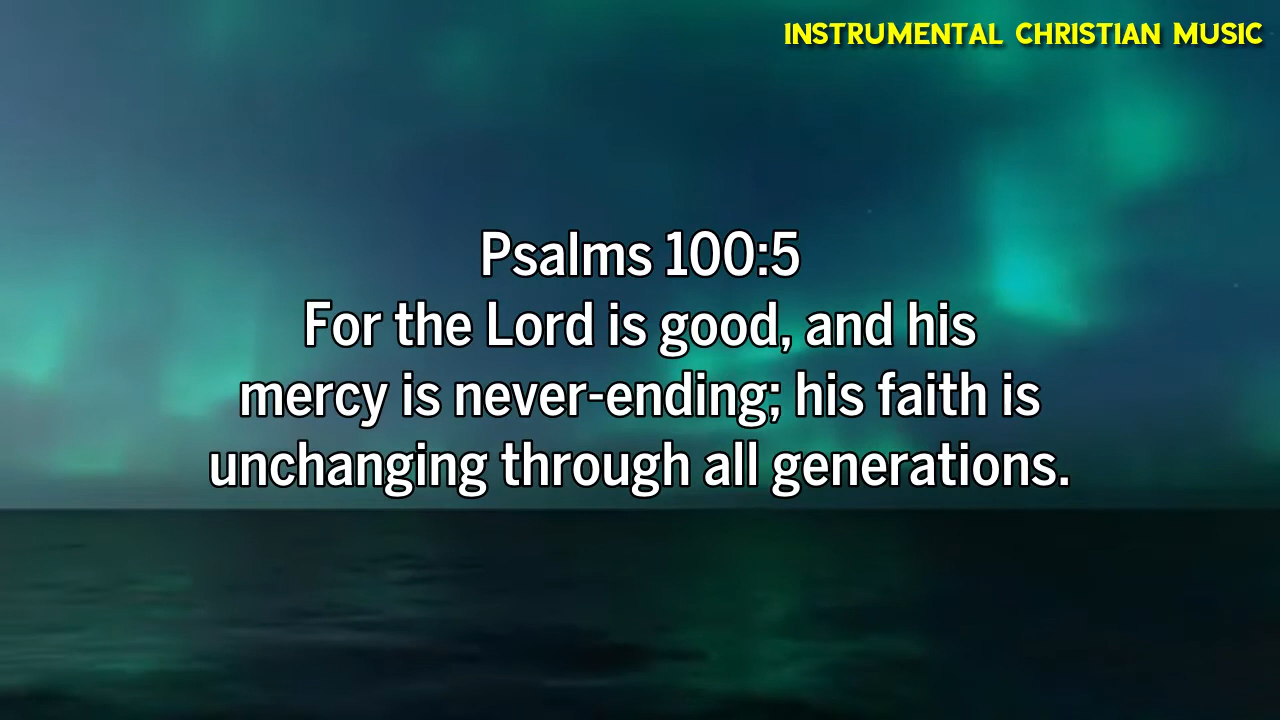 INSTRUMENTAL CHRISTIAN MUSIC
Psalms 100:5
For the Lord is good, and his
mercy is never-ending; his faith is
unchanging through all generations.